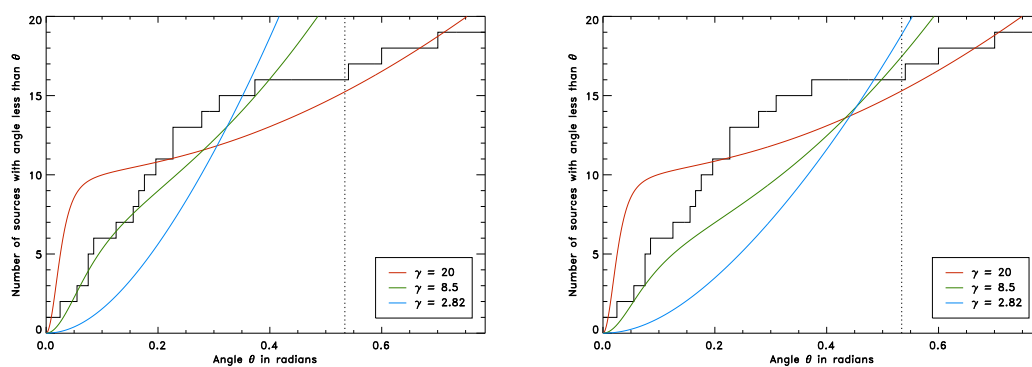 Number of sources with angle less than θ
20
15
10
5
0
0.0 0.2 0.4 0.6
Angle θ in radians
γ = 20
γ = 8.5
γ = 2.82
Number of sources with angle less than θ
20
15
10
5
0
0.0 0.2 0.4 0.6
Angle θ in radians
γ = 20
γ = 8.5
γ = 2.82